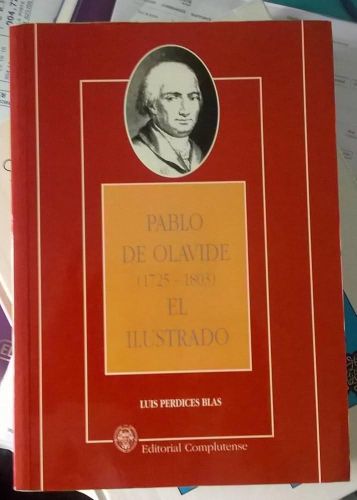 PABLO
DE OLAVIDE
(1725 - 1803)
EL
ILUSTRADO
LUIS PERDICES BLAS
Editorial Complutense